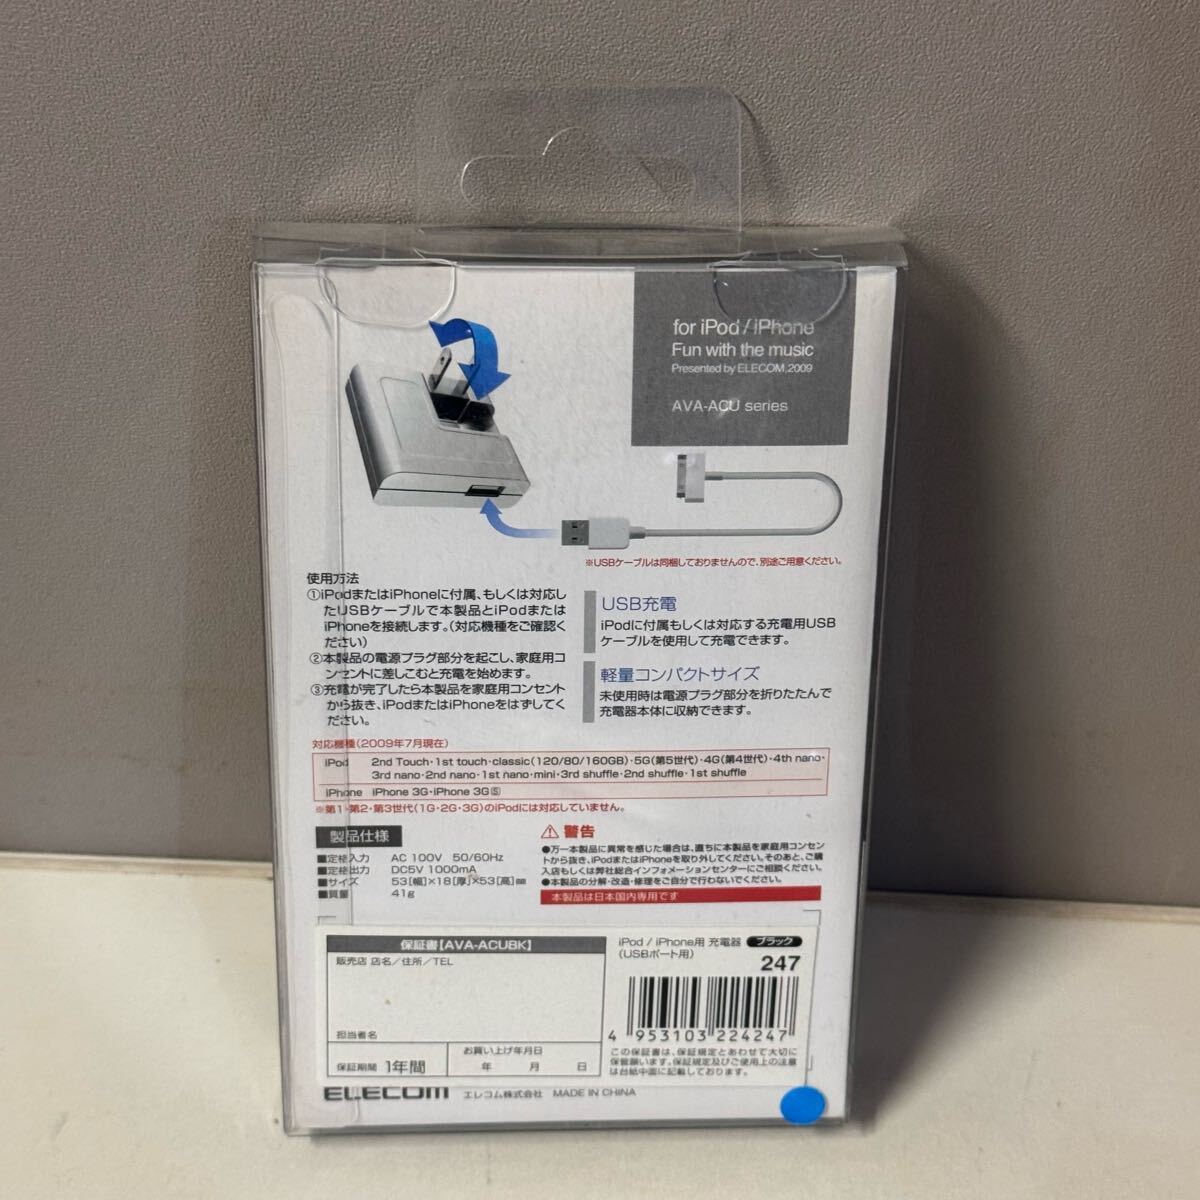 for iPod / iPhone
Fun with the music
Presented by ELECOM,2009
AVA-ACU series
※USBケーブルは同梱しておりませんので、別途ご用意ください。
使用方法
①iPodまたはiPhoneに付属、もしくは対応し
たUSBケーブルで本製品とiPodまたは
iPhoneを接続します。(対応機種をご確認く
ださい)
②本製品の電源プラグ部分を起こし、家庭用コ
ンセントに差しこむと充電を始めます。
③充電が完了したら本製品を家庭用コンセント
から抜き、iPodまたはiPhoneをはずしてく
ださい。
USB充電
iPodに付属もしくは対応する充電用USB
ケーブルを使用して充電できます。
軽量コンパクトサイズ
未使用時は電源プラグ部分を折りたたんで
充電器本体に収納できます。
対応機種(2009年7月現在)
iPod 2nd Touch・1st touch・classic(120/80/160GB)・5G(第5世代)・4G(第4世代)・4th nano・
3rd nano・2nd nano・1st nano・mini・3rd shuffle・2nd shuffle・1st shuffle
iPhone iPhone 3G・iPhone 3GS
※第1・第2・第3世代(1G・2G・3G)のiPodには対応していません。
製品仕様
■定格入力 AC 100V 50/60Hz
■定格出力 DC5V 1000mA
■サイズ 53[幅]×18[厚]×53[高]mm
■質量 41g
⚠警告
●万一本製品に異常を感じた場合は、直ちに本製品を家庭用コンセン
トから抜き、iPodまたはiPhoneを取り外してください。そのあと、ご購
入店もしくは弊社総合インフォメーションセンターにご相談ください。
●本製品の分解・改造・修理をご自分で行わないでください。
本製品は日本国内専用です
保証書【AVA-ACUBK】
販売店 店名／住所／TEL
担当者名
保証期間 1年間
お買い上げ年月日
年 月 日
iPod / iPhone用 充電器 ブラック
(USBポート用)
247
4 953103 224247
この保証書は、保証規定とあわせて大切に
保管願います。保証規定及びご使用上の注意
は台紙中面に記載しております。
ELECOM エレコム株式会社 MADE IN CHINA